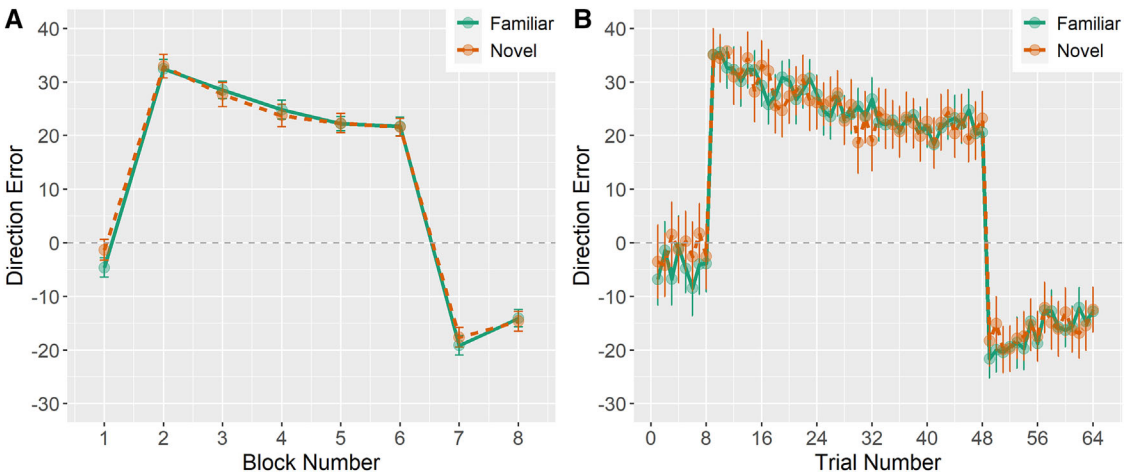 A
Familiar
Novel
Direction Error
40
30
20
10
0
-10
-20
-30
1 2 3 4 5 6 7 8
Block Number
B
Familiar
Novel
Direction Error
40
30
20
10
0
-10
-20
-30
0 8 16 24 32 40 48 56 64
Trial Number